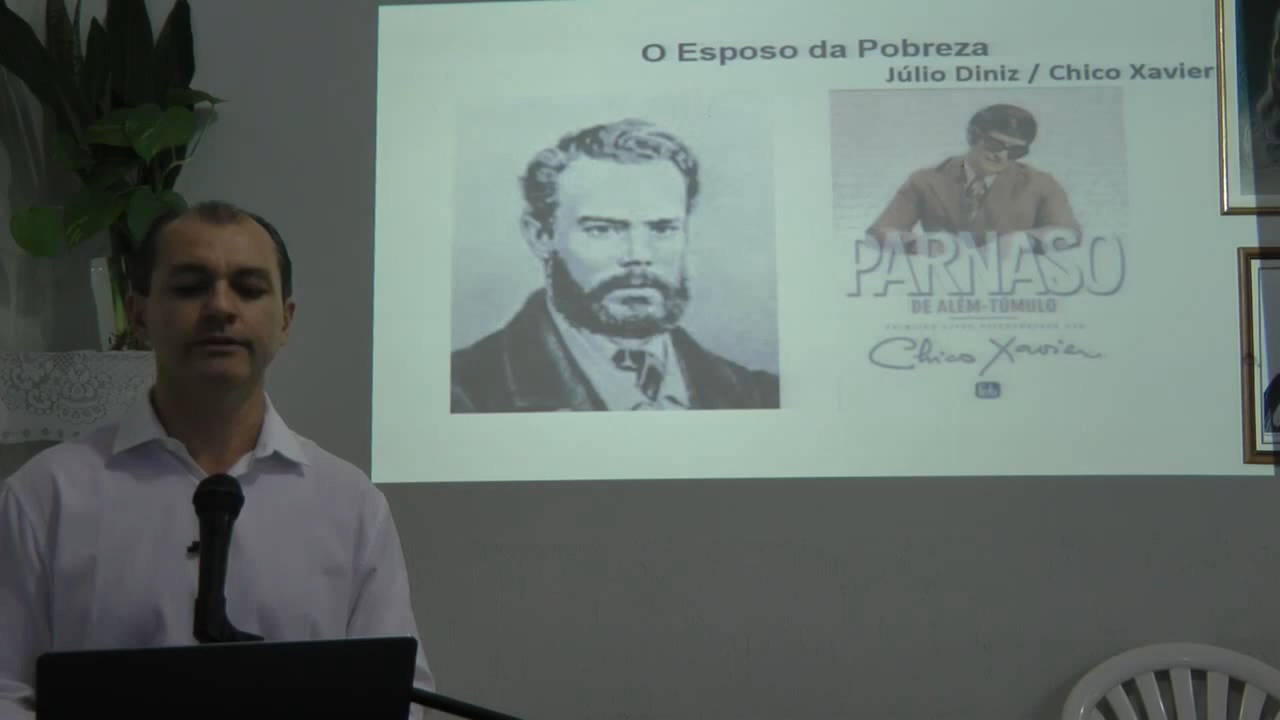 O Esposo da Pobreza
Júlio Diniz / Chico Xavier
PARNASO
DE ALÉM-TÚMULO
Chico Xavier